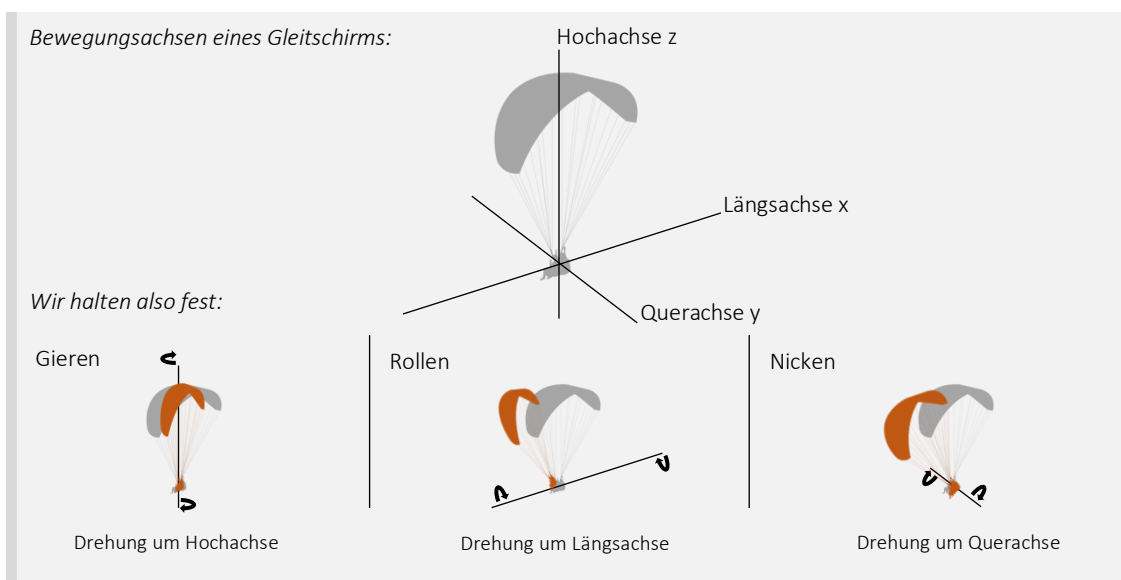 Bewegungsachsen eines Gleitschirms:
Hochachse z
Längsachse x
Querachse y
Wir halten also fest:
Gieren
Rollen
Nicken
Drehung um Hochachse
Drehung um Längsachse
Drehung um Querachse